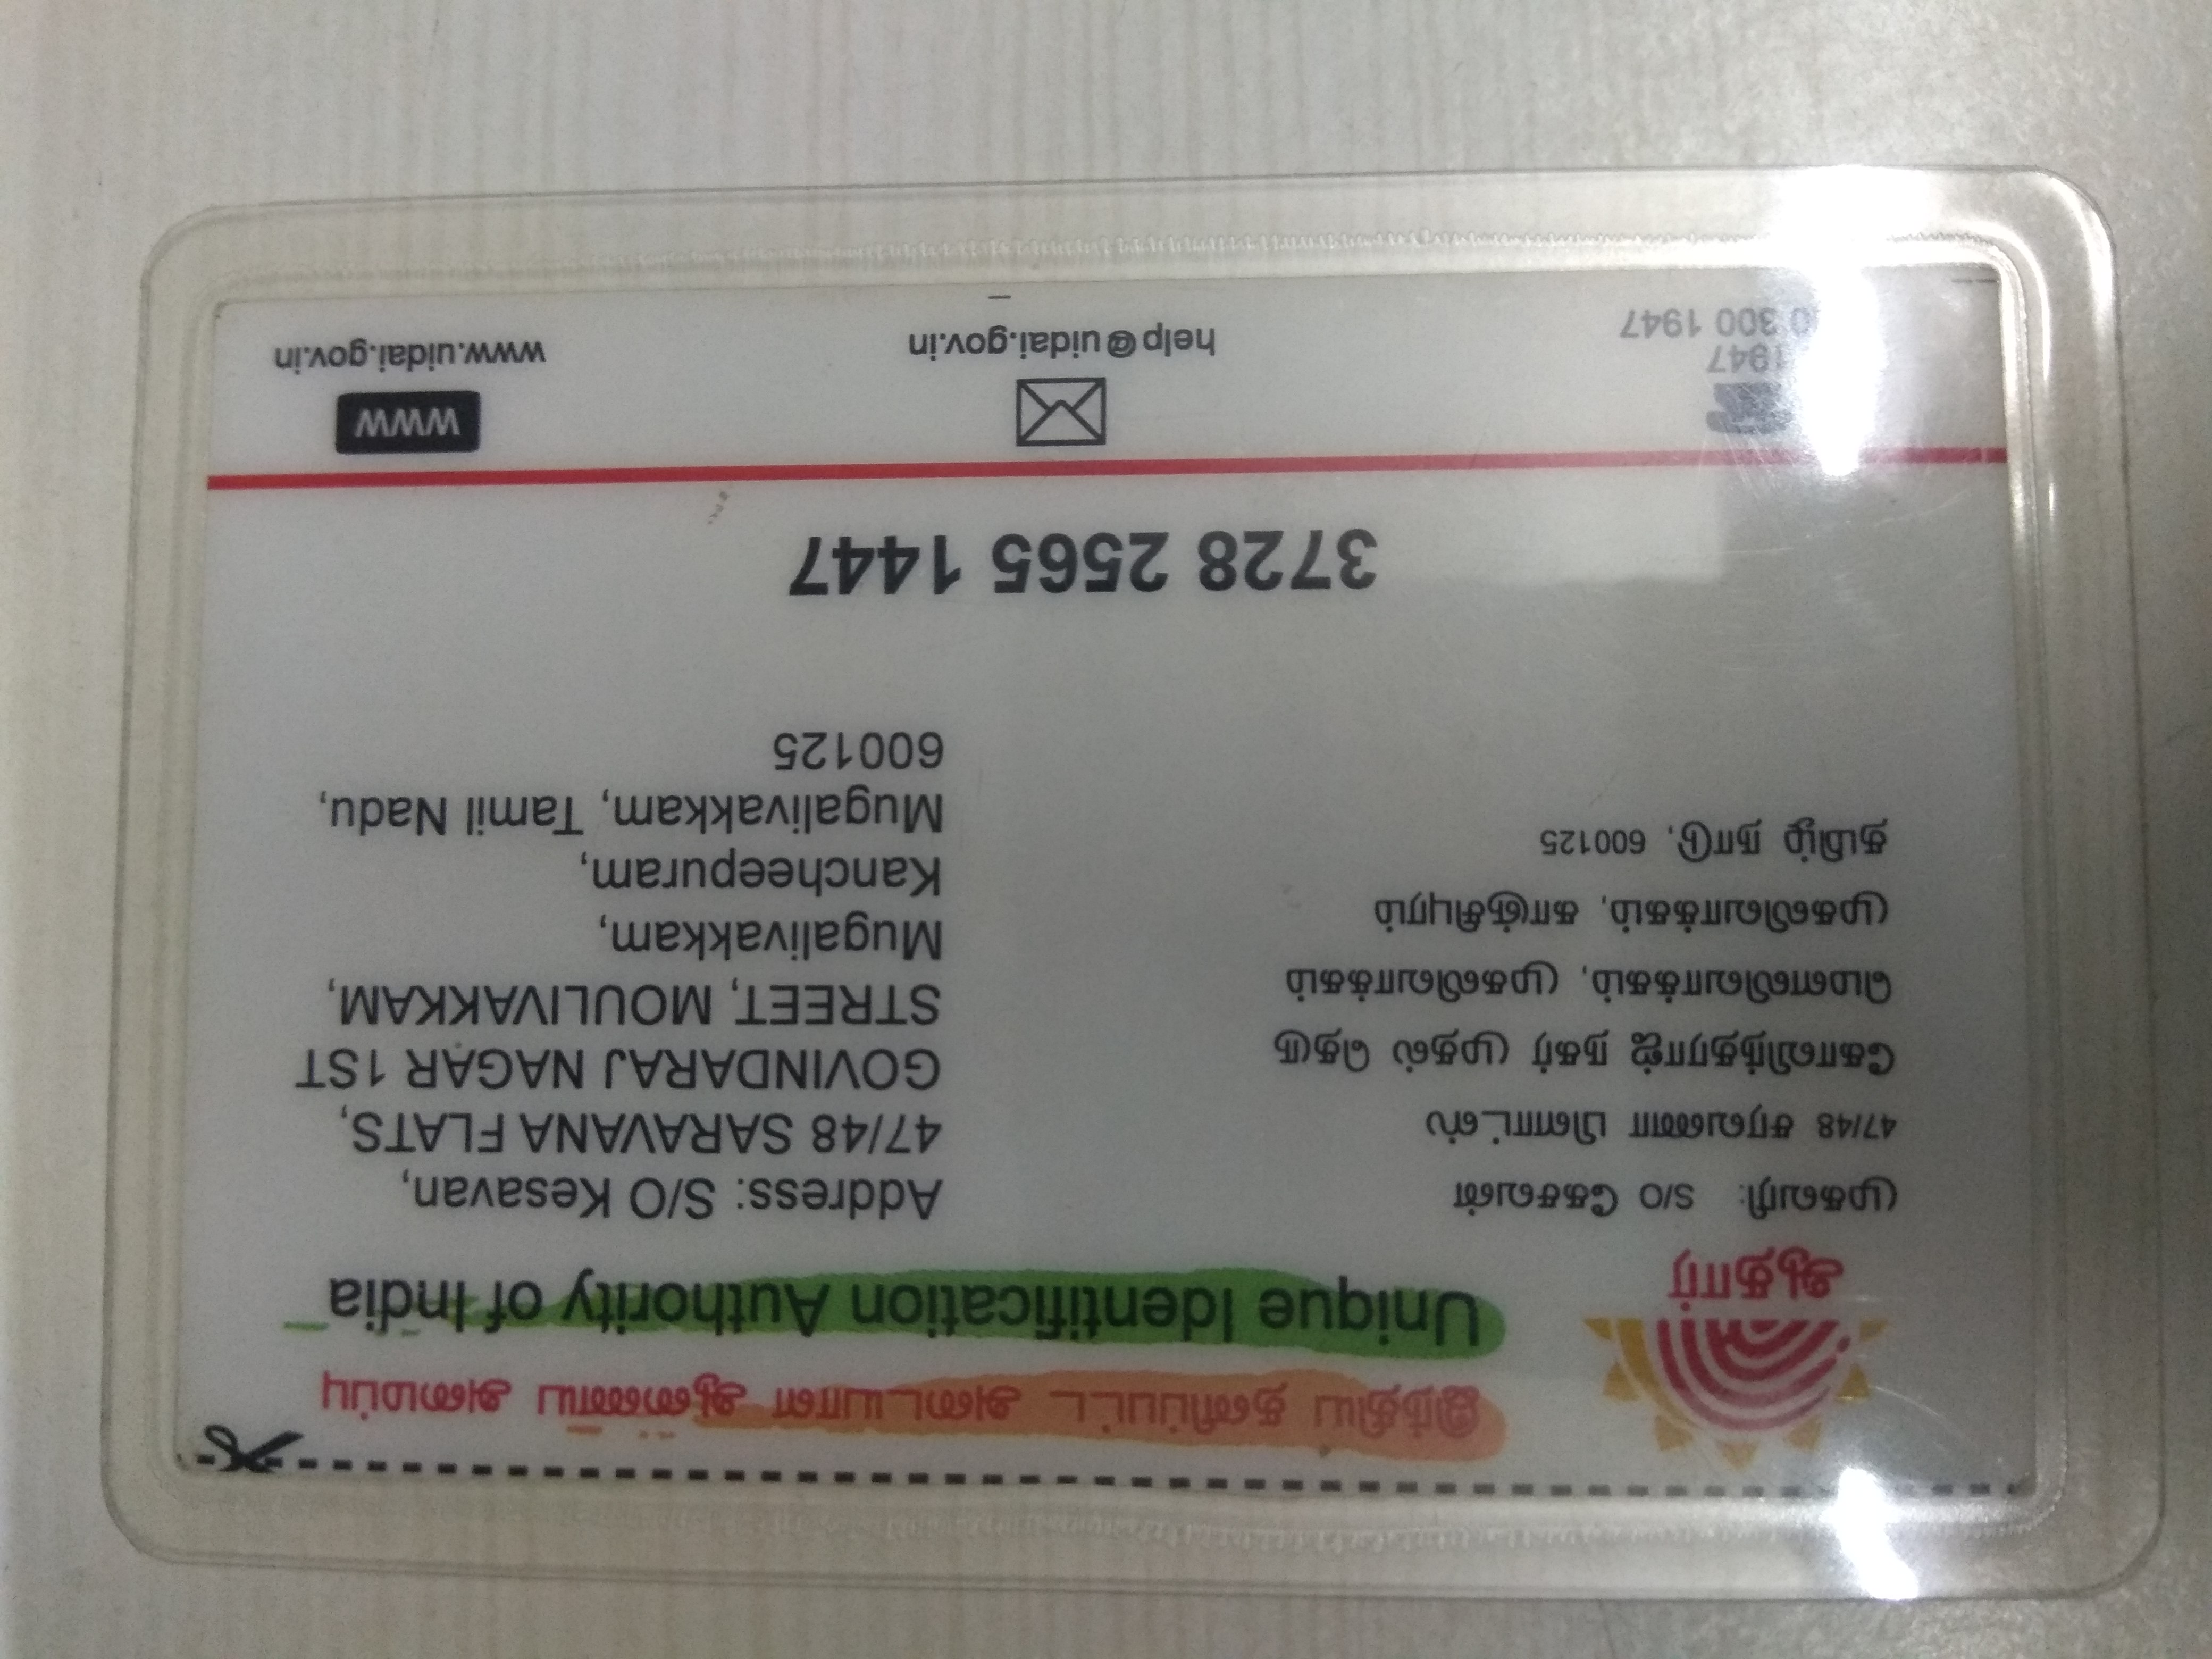 இந்திய தனிப்பட்ட அடையாள ஆணைய அமைப்பு
Unique Identification Authority of India
ஆதார்
முகவரி: S/O கேசவன்
47/48 சரவணா பிளாட்ஸ்
கோவிந்தராஜ் நகர் முதல் தெரு
மௌலிவாக்கம், முகலிவாக்கம்
முகலிவாக்கம், காஞ்சிபுரம்
தமிழ் நாடு, 600125
Address: S/O Kesavan,
47/48 SARAVANA FLATS,
GOVINDARAJ NAGAR 1ST
STREET, MOULIVAKKAM,
Mugalivakkam,
Kancheepuram,
Mugalivakkam, Tamil Nadu,
600125
3728 2565 1447
1947
300 1947
help@uidai.gov.in
WWW
www.uidai.gov.in